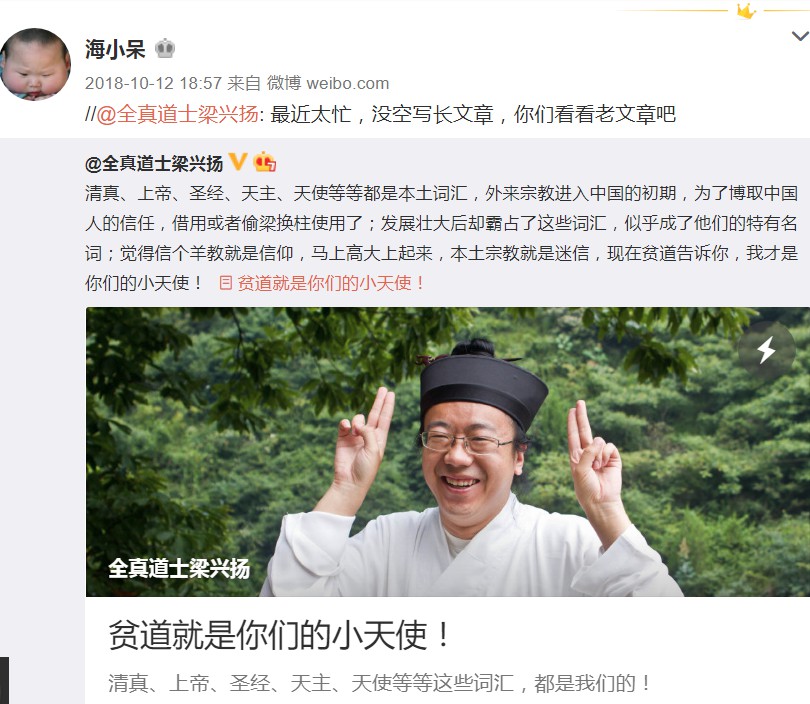 海小呆
2018-10-12 18:57 来自 微博 weibo.com
//@全真道士梁兴扬: 最近太忙，没空写长文章，你们看看老文章吧
@全真道士梁兴扬
清真、上帝、圣经、天主、天使等等都是本土词汇，外来宗教进入中国的初期，为了博取中国
人的信任，借用或者偷梁换柱使用了；发展壮大后却霸占了这些词汇，似乎成了他们的特有名
词；觉得信个羊教就是信仰，马上高大上起来，本土宗教就是迷信，现在贫道告诉你，我才是
你们的小天使！ 贫道就是你们的小天使！
全真道士梁兴扬
贫道就是你们的小天使！
清真、上帝、圣经、天主、天使等等这些词汇，都是我们的！